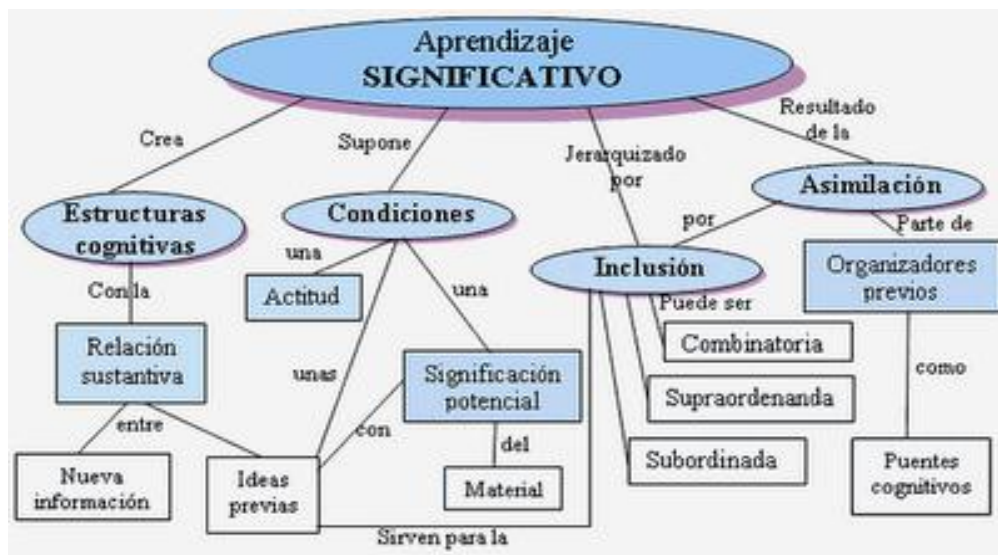 Aprendizaje
SIGNIFICATIVO
Crea
Supone
Jerarquizado
por
Resultado
de la
Estructuras
cognitivas
Condiciones
Asimilación
por
Inclusión
Parte de
Organizadores
previos
Con la
una
Actitud
una
Puede ser
Combinatoria
Relación
sustantiva
unas
Significación
potencial
como
Supraordenanda
entre
con
del
Subordinada
Nueva
información
Ideas
previas
Material
Puentes
cognitivos
Sirven para la